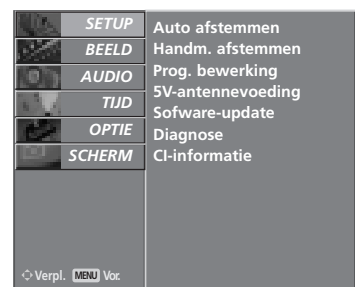 SETUP
BEELD
AUDIO
TIJD
OPTIE
SCHERM
Auto afstemmen
Handm. afstemmen
Prog. bewerking
5V-antennevoeding
Sofware-update
Diagnose
CI-informatie
Verpl. MENU Vor.